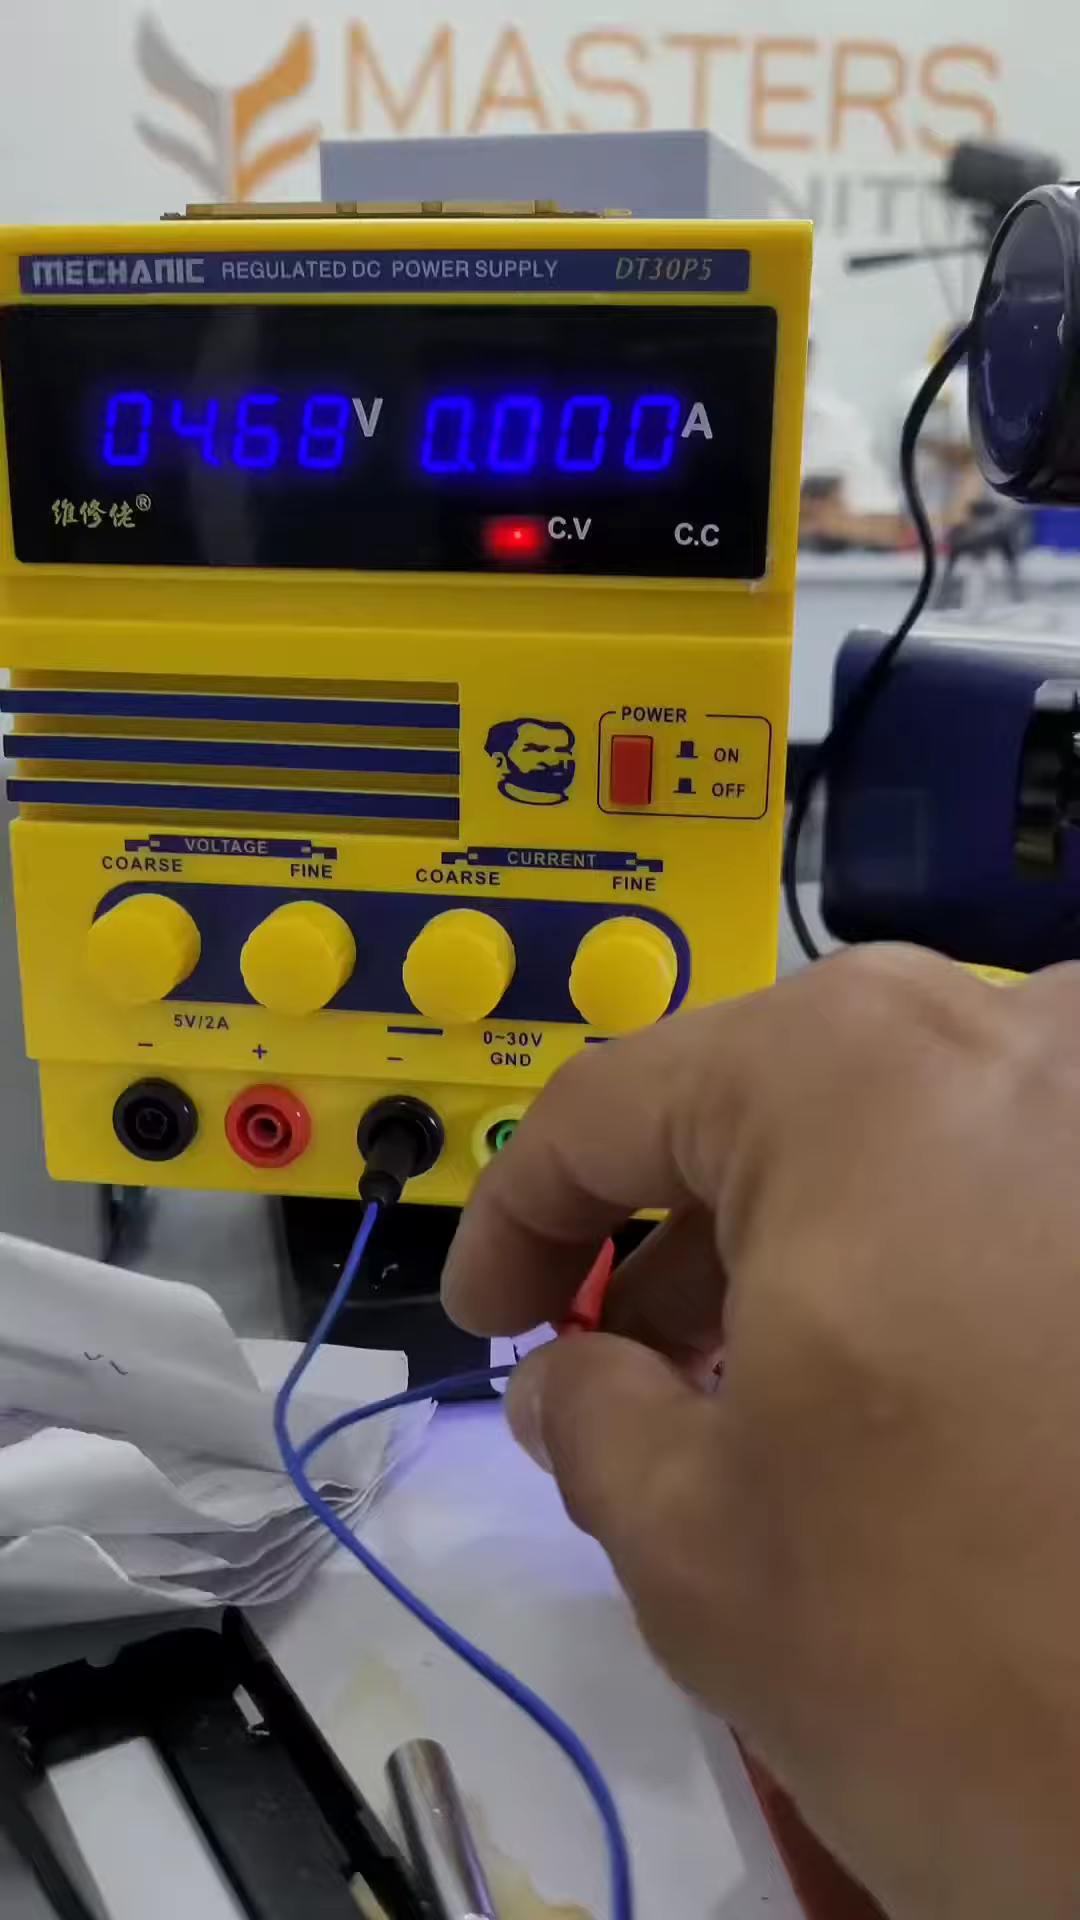 MASTERS
MECHANIC REGULATED DC POWER SUPPLY DT30P5
04.68 V 0.000 A
维修佬®
C.V C.C
POWER
ON
OFF
VOLTAGE
COARSE FINE
CURRENT
COARSE FINE
5V/2A
0~30V
GND
- + -